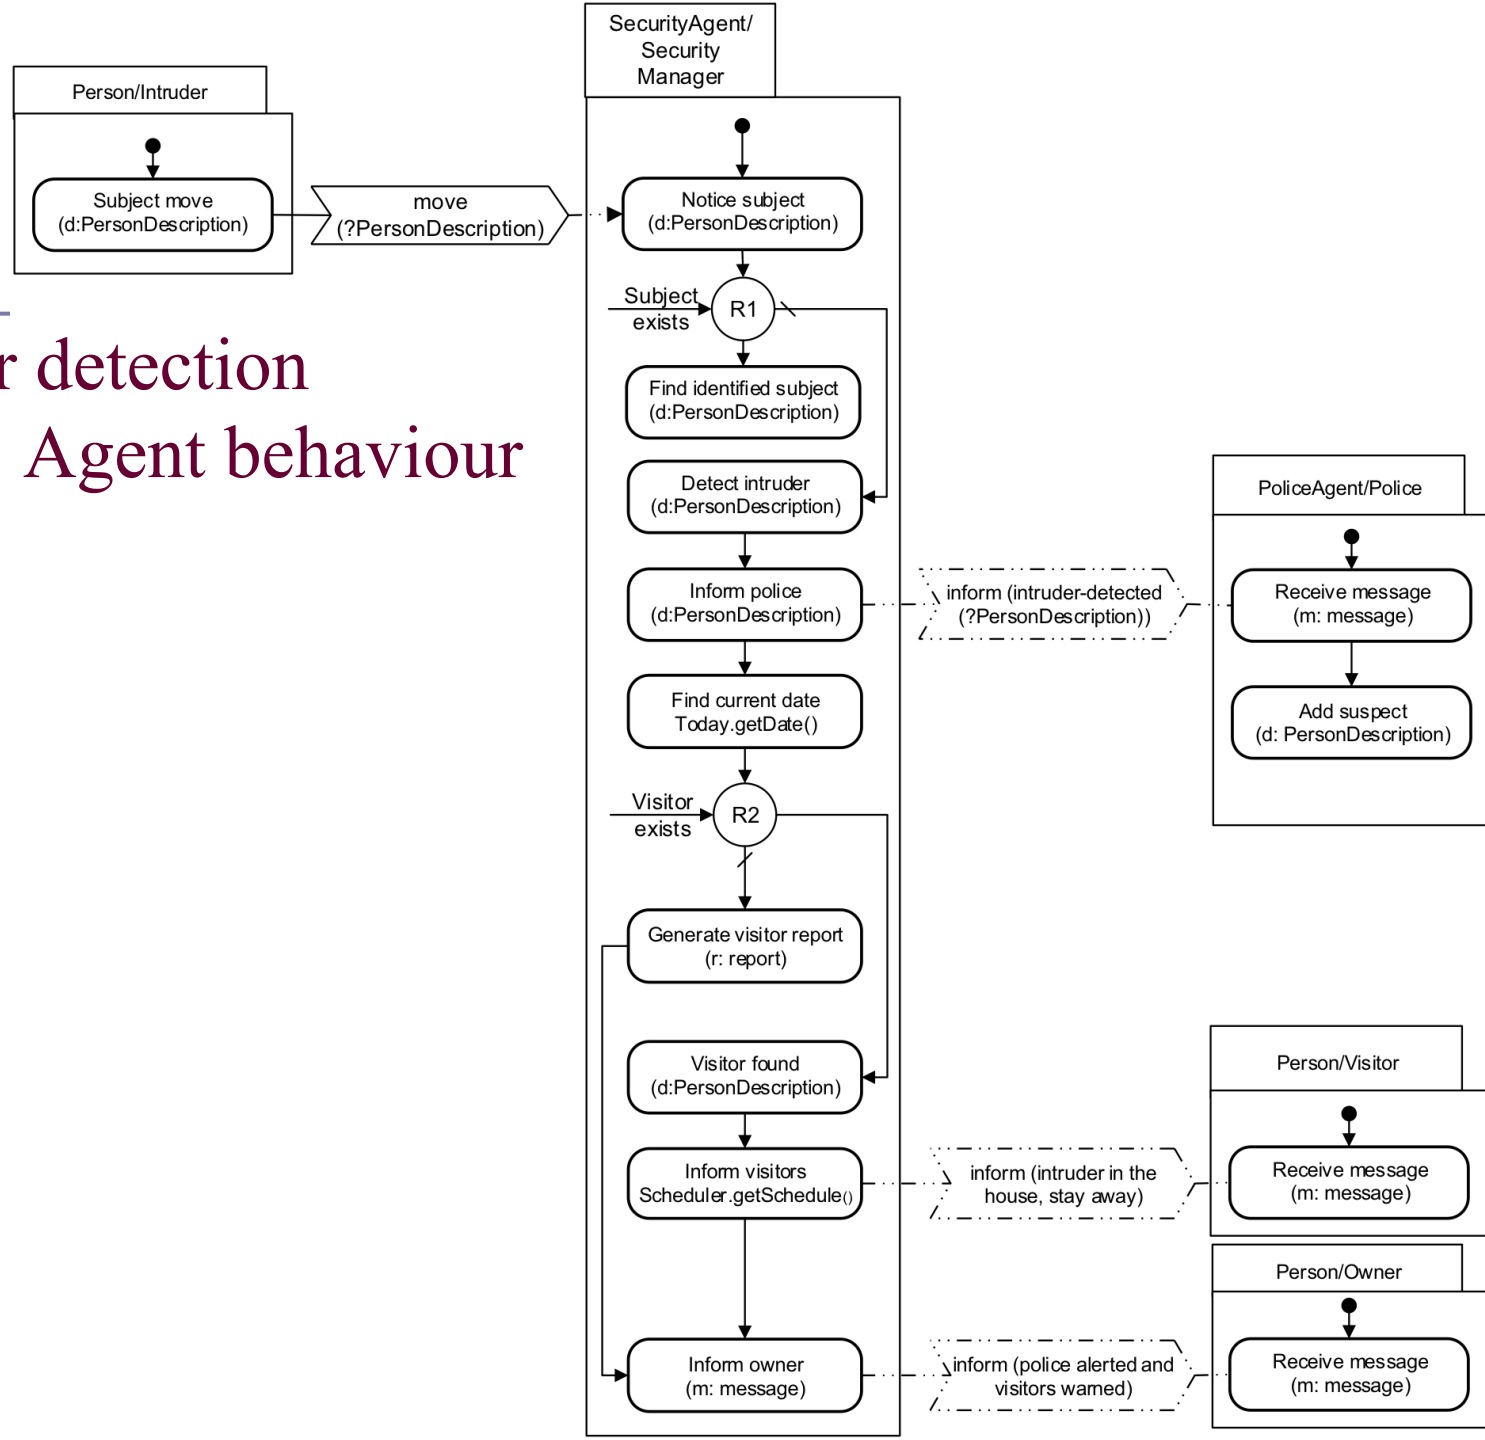 SecurityAgent/
Security
Manager
Person/Intruder
Subject move
(d:PersonDescription)
move
(?PersonDescription)
Notice subject
(d:PersonDescription)
Subject
exists
R1
r detection
Agent behaviour
Find identified subject
(d:PersonDescription)
Detect intruder
(d:PersonDescription)
PoliceAgent/Police
Inform police
(d:PersonDescription)
inform (intruder-detected
(?PersonDescription))
Receive message
(m: message)
Find current date
Today.getDate()
Add suspect
(d: PersonDescription)
Visitor
exists
R2
Generate visitor report
(r: report)
Visitor found
(d:PersonDescription)
Person/Visitor
Inform visitors
Scheduler.getSchedule()
inform (intruder in the
house, stay away)
Receive message
(m: message)
Person/Owner
Inform owner
(m: message)
inform (police alerted and
visitors warned)
Receive message
(m: message)